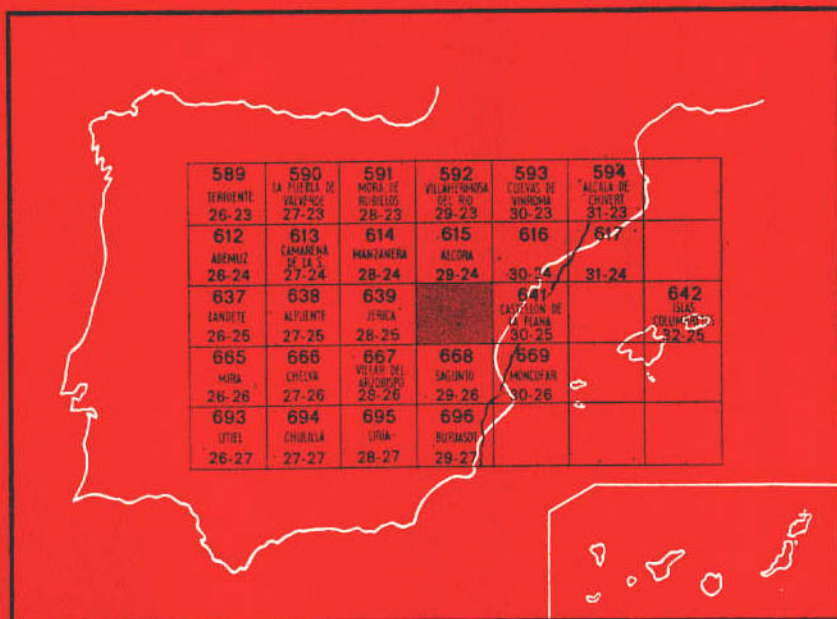 589 590 591 592 593 594
TERRIENTE LA PUEBLA DE VALVERDE MORA DE RUBIELOS VILLAHERMOSA DEL RIO CUEVAS DE VINROMA ALCALA DE CHIVERT
26-23 27-23 28-23 29-23 30-23 31-23
612 613 614 615 616 617
ADEMUZ CAMARENA DE LA S. MANZANERA ALCORA
26-24 27-24 28-24 29-24 30-24 31-24
637 638 639 641 642
LANDETE ALPUENTE JERICA CASTELLON DE LA PLANA ISLAS COLUMBRETES
26-25 27-25 28-25 30-25 32-25
665 666 667 668 669
MIRA CHELVA VILLAR DEL ARZOBISPO SAGUNTO MONCOFAR
26-26 27-26 28-26 29-26 30-26
693 694 695 696
UTIEL CHULILLA LIRIA BURJASOT
26-27 27-27 28-27 29-27